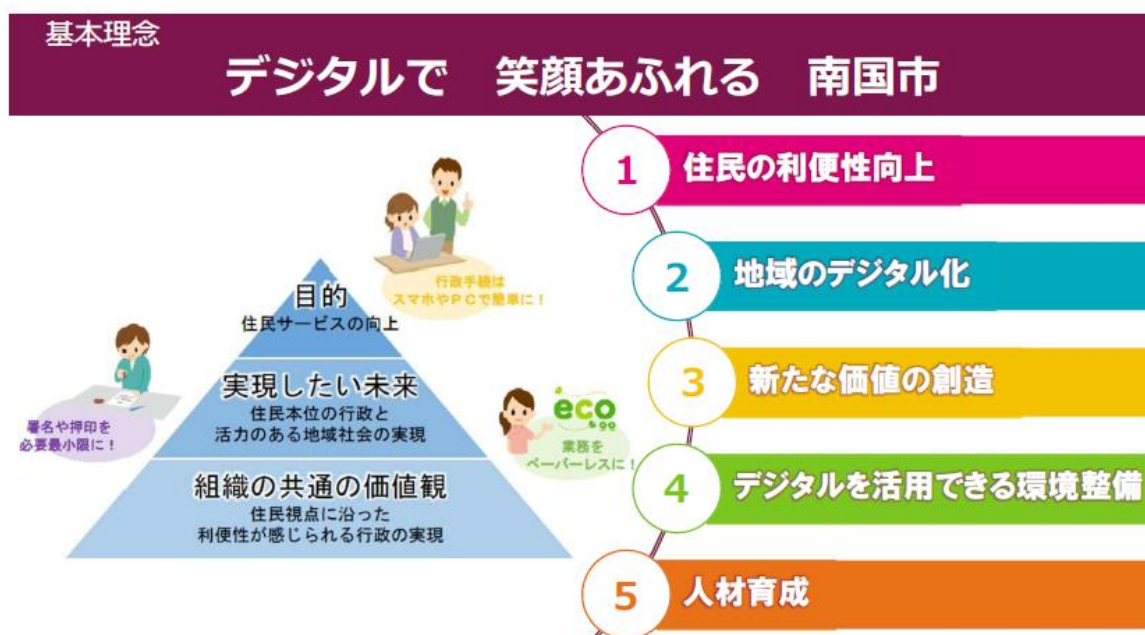 基本理念
デジタルで　笑顔あふれる　南国市
行政手続は
スマホやPCで簡単に！
目的
住民サービスの向上
実現したい未来
住民本位の行政と
活力のある地域社会の実現
組織の共通の価値観
住民視点に沿った
利便性が感じられる行政の実現
署名や押印を
必要最小限に！
eco
業務を
ペーパーレスに！
1
住民の利便性向上
2
地域のデジタル化
3
新たな価値の創造
4
デジタルを活用できる環境整備
5
人材育成